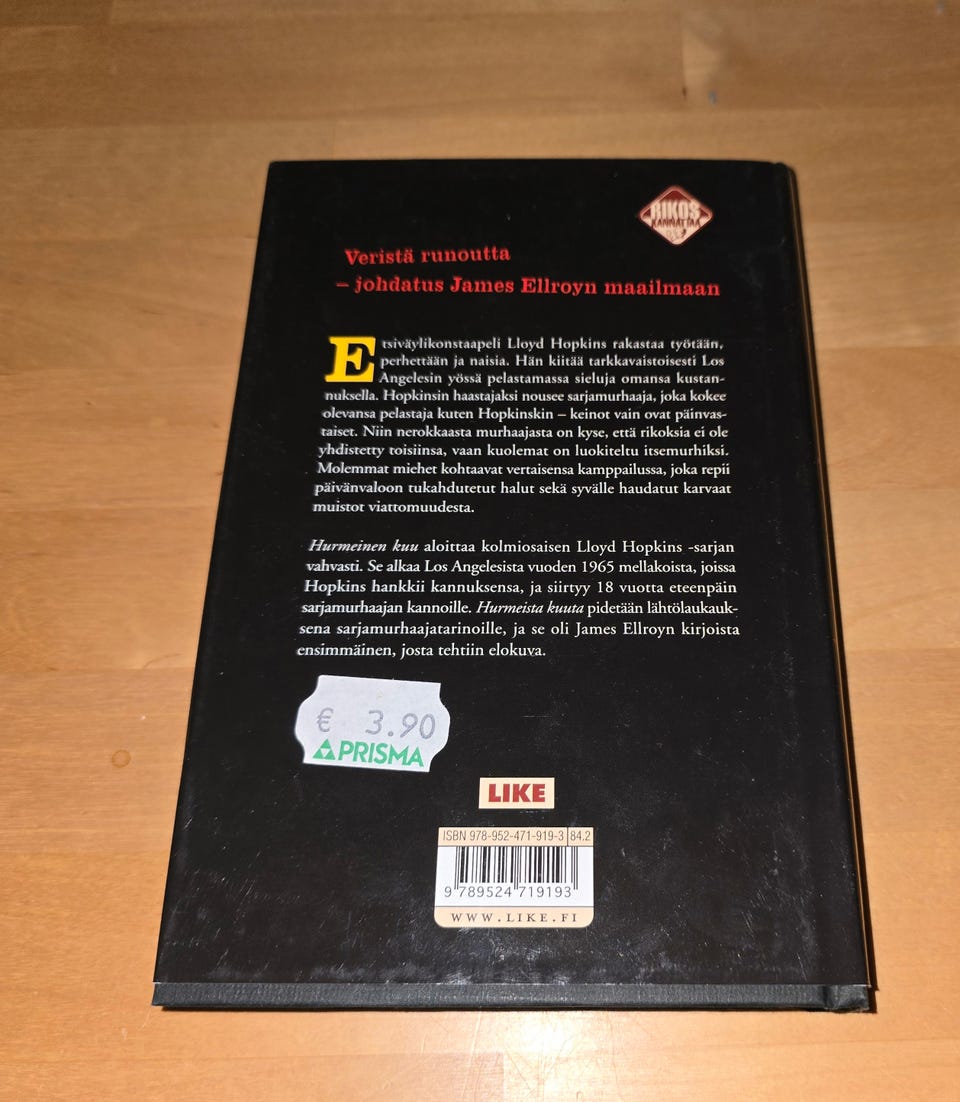 RIKOS
KANNATTAA
Veristä runoutta
– johdatus James Ellroyn maailmaan
Etsiväylikonstaapeli Lloyd Hopkins rakastaa työtään,
perhettään ja naisia. Hän kiitää tarkkavaistoisesti Los
Angelesin yössä pelastamassa sieluja omansa kustan-
nuksella. Hopkinsin haastajaksi nousee sarjamurhaaja, joka kokee
olevansa pelastaja kuten Hopkinskin – keinot vain ovat päinvas-
taiset. Niin nerokkaasta murhaajasta on kyse, että rikoksia ei ole
yhdistetty toisiinsa, vaan kuolemat on luokiteltu itsemurhiksi.
Molemmat miehet kohtaavat vertaisensa kamppailussa, joka repii
päivänvaloon tukahdutetut halut sekä syvälle haudatut karvaat
muistot viattomuudesta.
Hurmeinen kuu aloittaa kolmiosaisen Lloyd Hopkins -sarjan
vahvasti. Se alkaa Los Angelesista vuoden 1965 mellakoista, joissa
Hopkins hankkii kannuksensa, ja siirtyy 18 vuotta eteenpäin
sarjamurhaajan kannoille. Hurmeista kuuta pidetään lähtölaukauk-
sena sarjamurhaajatarinoille, ja se oli James Ellroyn kirjoista
ensimmäinen, josta tehtiin elokuva.
€ 3.90
PRISMA
LIKE
ISBN 978-952-471-919-3 84.2
9 789524 719193
WWW.LIKE.FI